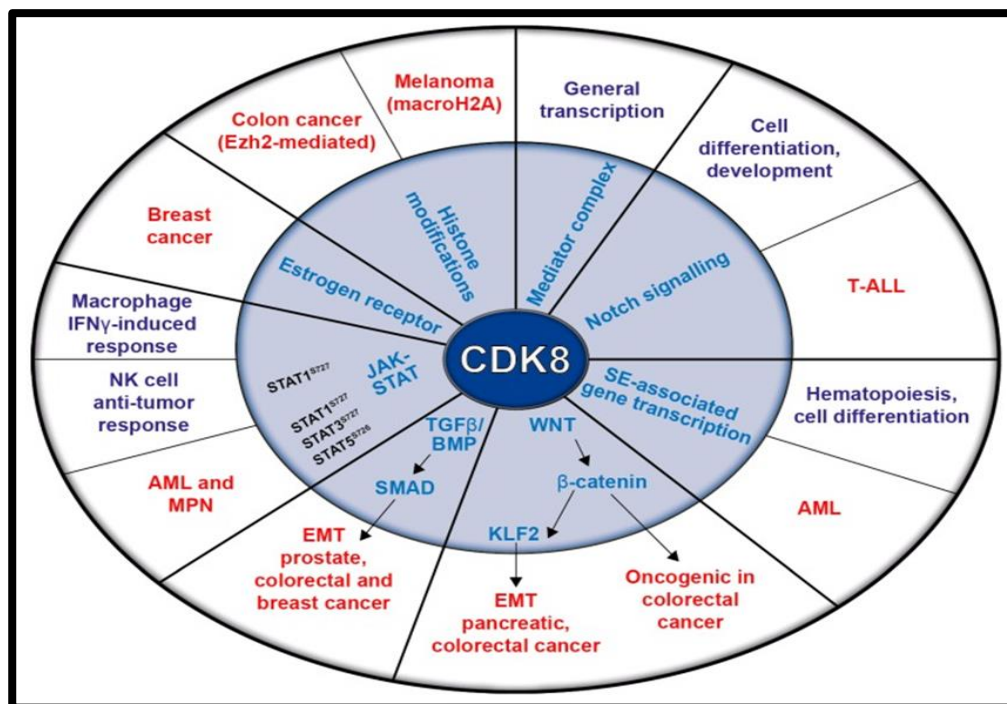 Melanoma
(macroH2A)
General
transcription
Colon cancer
(Ezh2-mediated)
Cell
differentiation,
development
Breast
cancer
Histone
modifications
Mediator complex
Estrogen receptor
Notch signalling
T-ALL
Macrophage
IFNγ-induced
response
CDK8
STAT1S727
JAK-
STAT
SE-associated
gene transcription
NK cell
anti-tumor
response
STAT1S727
STAT3S727
STAT5S726
TGFβ/
BMP
WNT
Hematopoiesis,
cell differentiation
AML and
MPN
SMAD
β-catenin
AML
KLF2
EMT
prostate,
colorectal and
breast cancer
EMT
pancreatic,
colorectal cancer
Oncogenic in
colorectal
cancer